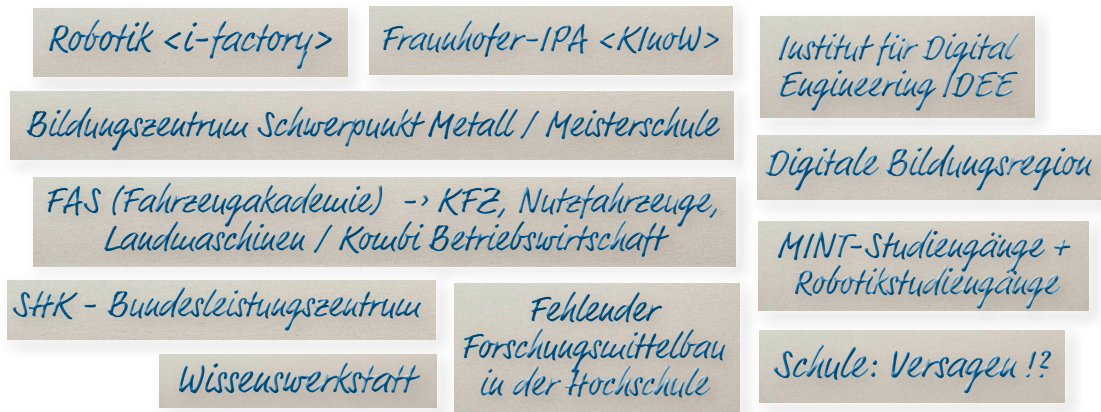 Robotik <i-factory>
Fraunhofer-IPA <KInoW>
Institut für Digital
Engineering IDEE
Bildungszentrum Schwerpunkt Metall / Meisterschule
Digitale Bildungsregion
FAS (Fahrzeugakademie) -> KFZ, Nutzfahrzeuge,
Landmaschinen / Kombi Betriebswirtschaft
MINT-Studiengänge +
Robotikstudiengänge
SHK - Bundesleistungszentrum
Fehlender
Forschungsmittelbau
in der Hochschule
Wissenswerkstatt
Schule: Versagen !?